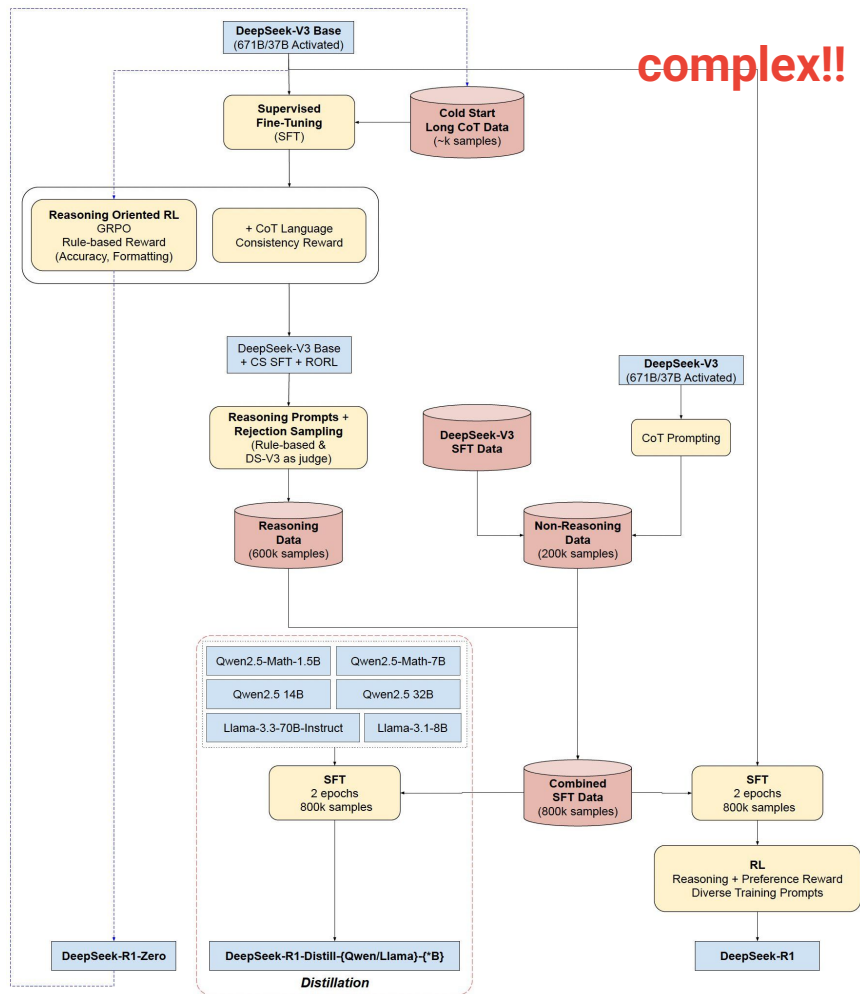 DeepSeek-V3 Base
(671B/37B Activated)
complex!!
Supervised
Fine-Tuning
(SFT)
Cold Start
Long CoT Data
(~k samples)
Reasoning Oriented RL
GRPO
Rule-based Reward
(Accuracy, Formatting)
+ CoT Language
Consistency Reward
DeepSeek-V3 Base
+ CS SFT + RORL
DeepSeek-V3
(671B/37B Activated)
Reasoning Prompts +
Rejection Sampling
(Rule-based &
DS-V3 as judge)
DeepSeek-V3
SFT Data
CoT Prompting
Reasoning
Data
(600k samples)
Non-Reasoning
Data
(200k samples)
Qwen2.5-Math-1.5B
Qwen2.5-Math-7B
Qwen2.5 14B
Qwen2.5 32B
Llama-3.3-70B-Instruct
Llama-3.1-8B
SFT
2 epochs
800k samples
Combined
SFT Data
(800k samples)
SFT
2 epochs
800k samples
RL
Reasoning + Preference Reward
Diverse Training Prompts
DeepSeek-R1-Zero
DeepSeek-R1-Distill-{Qwen/Llama}-{*B}
DeepSeek-R1
Distillation